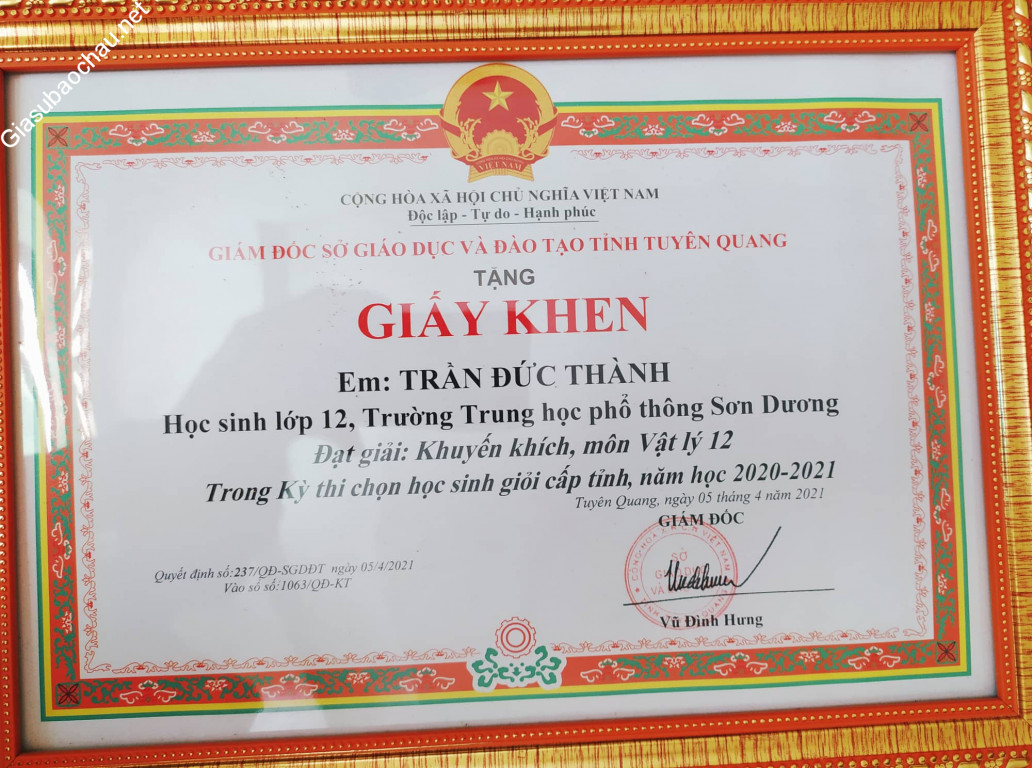 Giasubaochau.net
VIỆT NAM
CỘNG HÒA XÃ HỘI CHỦ NGHĨA VIỆT NAM
Độc lập - Tự do - Hạnh phúc
GIÁM ĐỐC SỞ GIÁO DỤC VÀ ĐÀO TẠO TỈNH TUYÊN QUANG
TẶNG
GIẤY KHEN
Em: TRẦN ĐỨC THÀNH
Học sinh lớp 12, Trường Trung học phổ thông Sơn Dương
Đạt giải: Khuyến khích, môn Vật lý 12
Trong Kỳ thi chọn học sinh giỏi cấp tỉnh, năm học 2020-2021
Tuyên Quang, ngày 05 tháng 4 năm 2021
GIÁM ĐỐC
Quyết định số:237/QĐ-SGDĐT ngày 05/4/2021
Vào sổ số:1063/QĐ-KT
SỞ
Vũ Đình Hưng